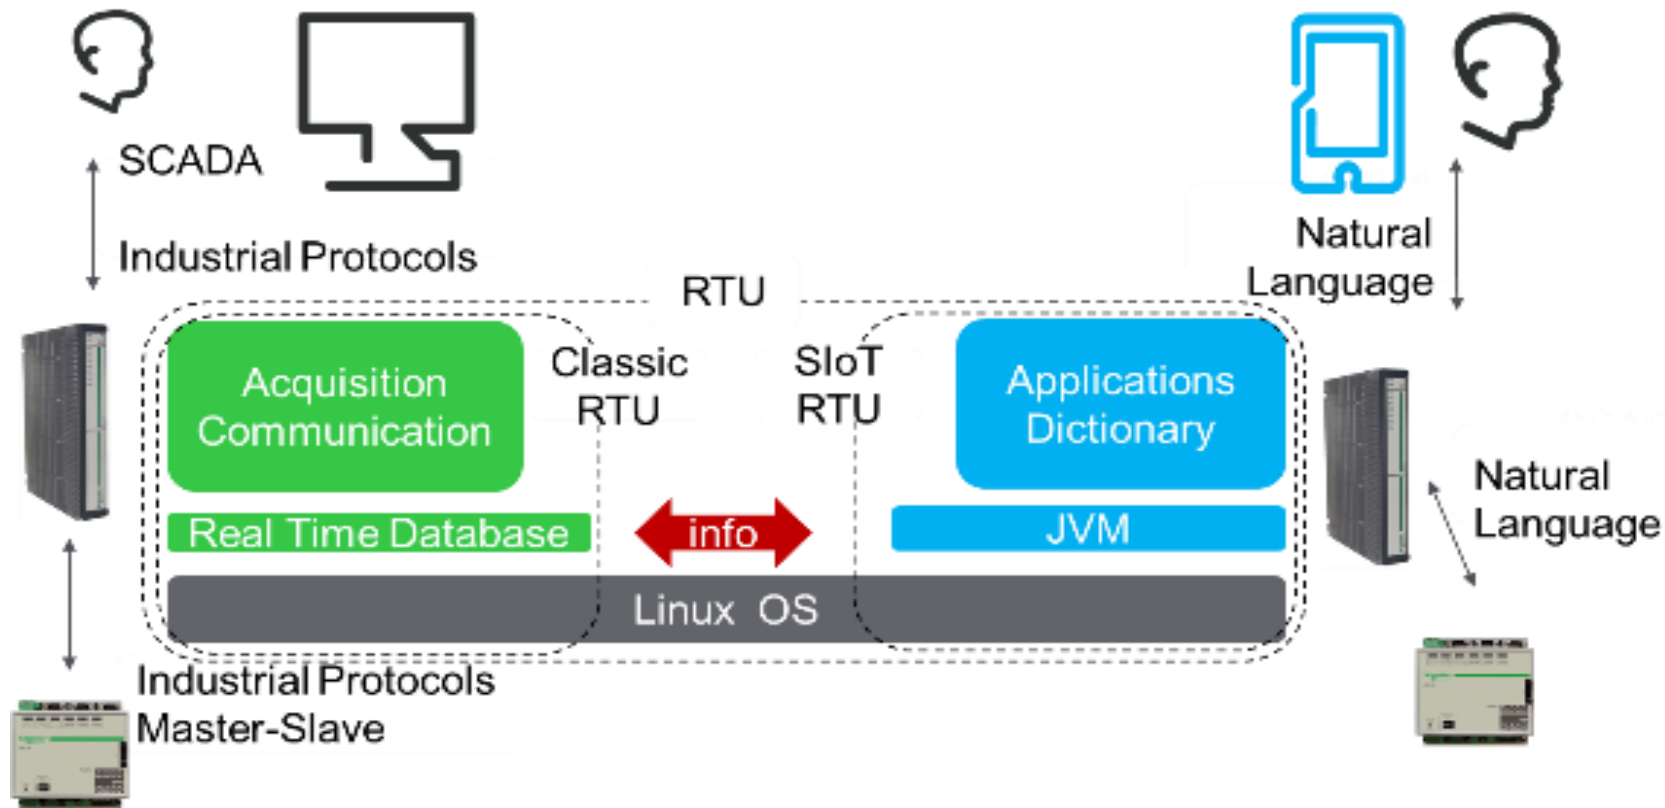 SCADA
Industrial Protocols
Natural
Language
RTU
Acquisition
Communication
Classic
RTU
SIoT
RTU
Applications
Dictionary
Real Time Database
info
JVM
Linux OS
Natural
Language
Industrial Protocols
Master-Slave